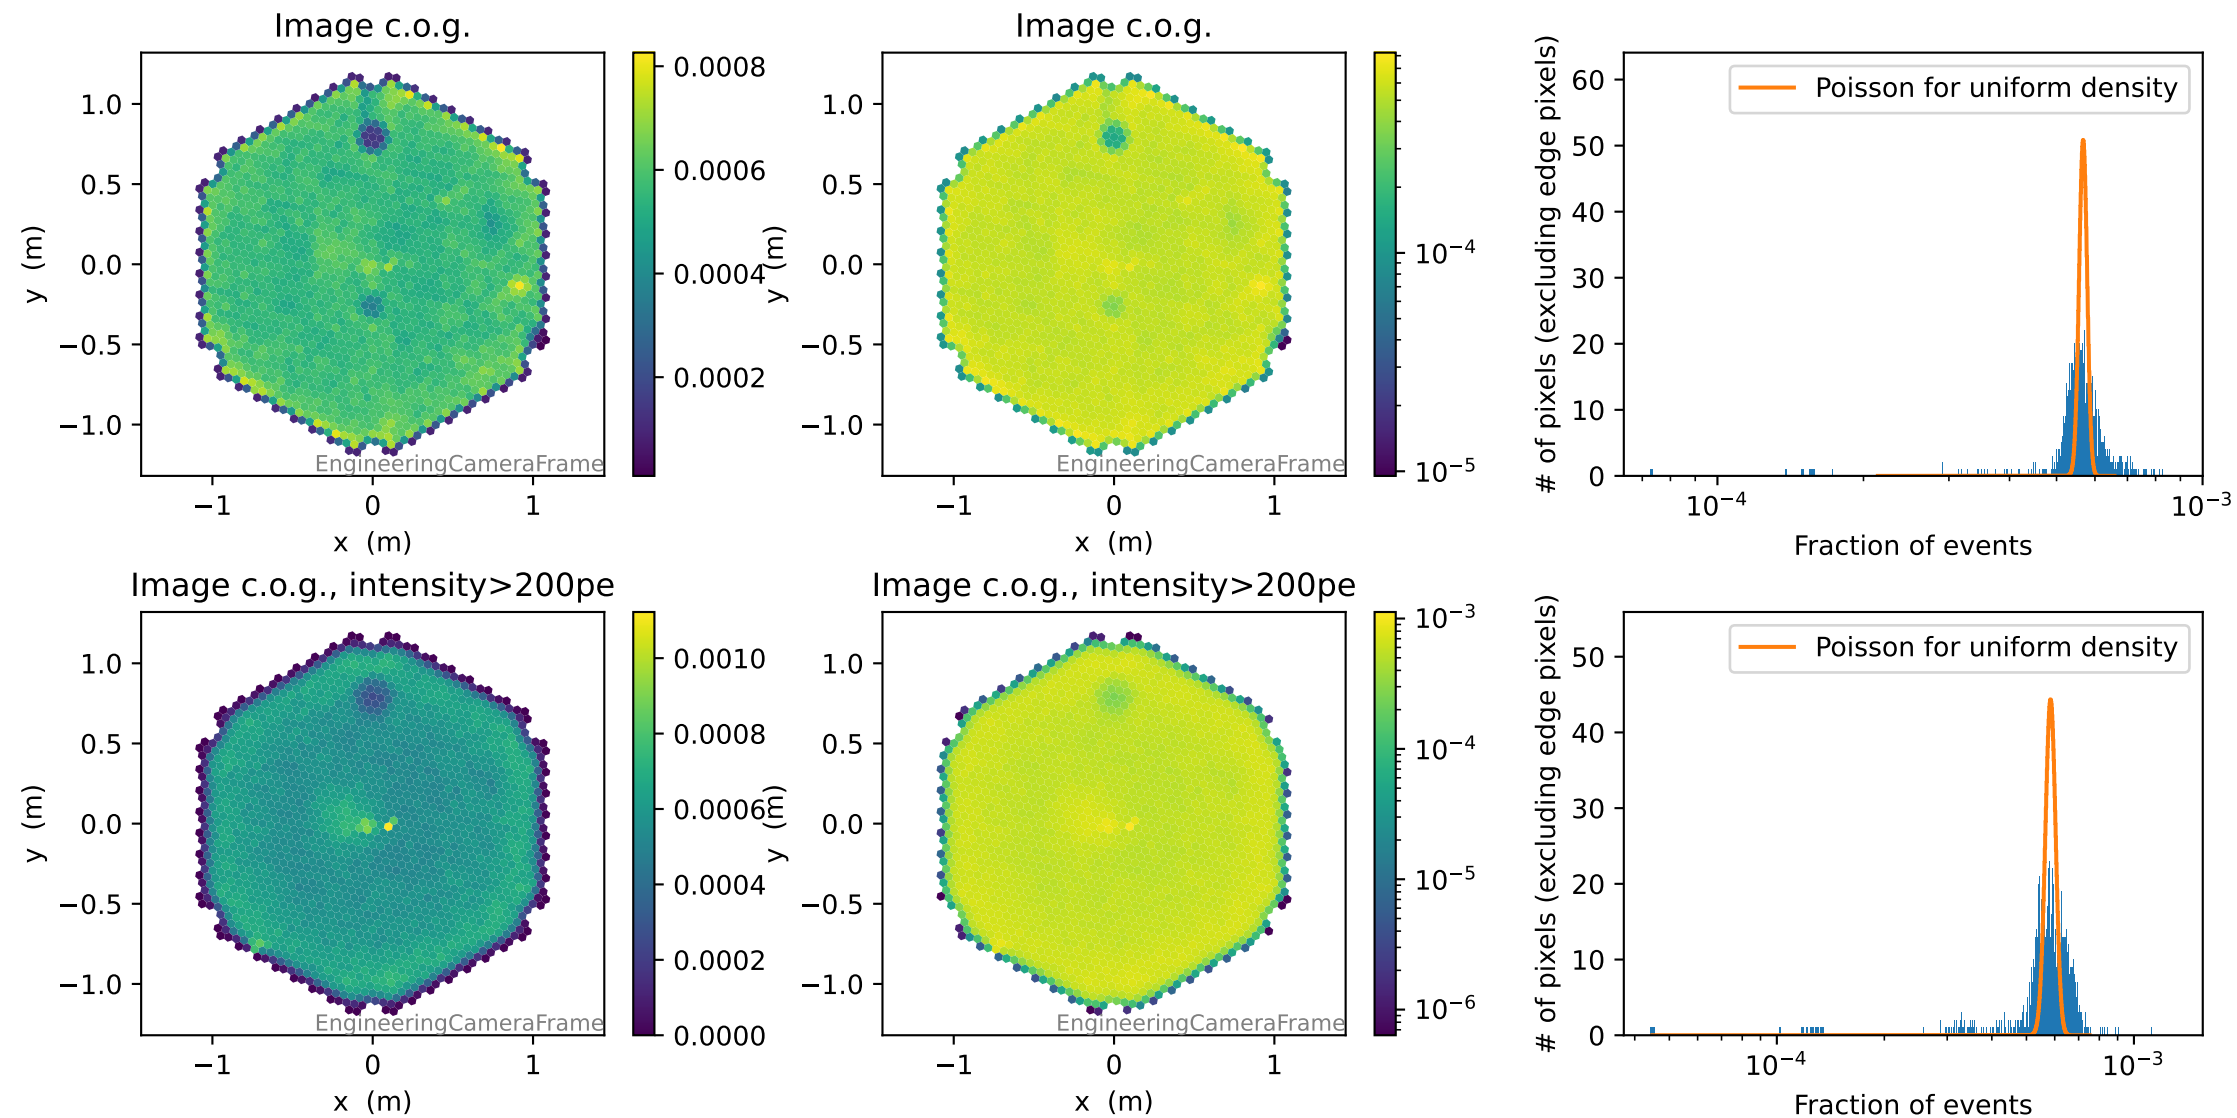 Image c.o.g.
y (m)
1.0
0.5
0.0
−0.5
−1.0
EngineeringCameraFrame
−1 0 1
x (m)
0.0008
0.0006
0.0004
0.0002
Image c.o.g.
y (m)
1.0
0.5
0.0
−0.5
−1.0
EngineeringCameraFrame
−1 0 1
x (m)
10⁻⁴
10⁻⁵
# of pixels (excluding edge pixels)
60
50
40
30
20
10
0
Poisson for uniform density
10⁻⁴ 10⁻³
Fraction of events
Image c.o.g., intensity>200pe
y (m)
1.0
0.5
0.0
−0.5
−1.0
EngineeringCameraFrame
−1 0 1
x (m)
0.0010
0.0008
0.0006
0.0004
0.0002
0.0000
Image c.o.g., intensity>200pe
y (m)
1.0
0.5
0.0
−0.5
−1.0
EngineeringCameraFrame
−1 0 1
x (m)
10⁻³
10⁻⁴
10⁻⁵
10⁻⁶
# of pixels (excluding edge pixels)
50
40
30
20
10
0
Poisson for uniform density
10⁻⁴ 10⁻³
Fraction of events